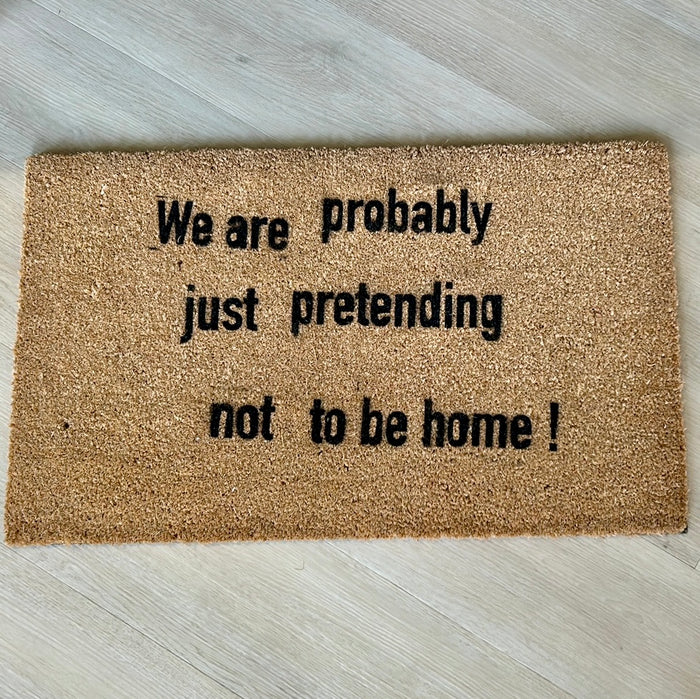 We are probably
just pretending
not to be home !